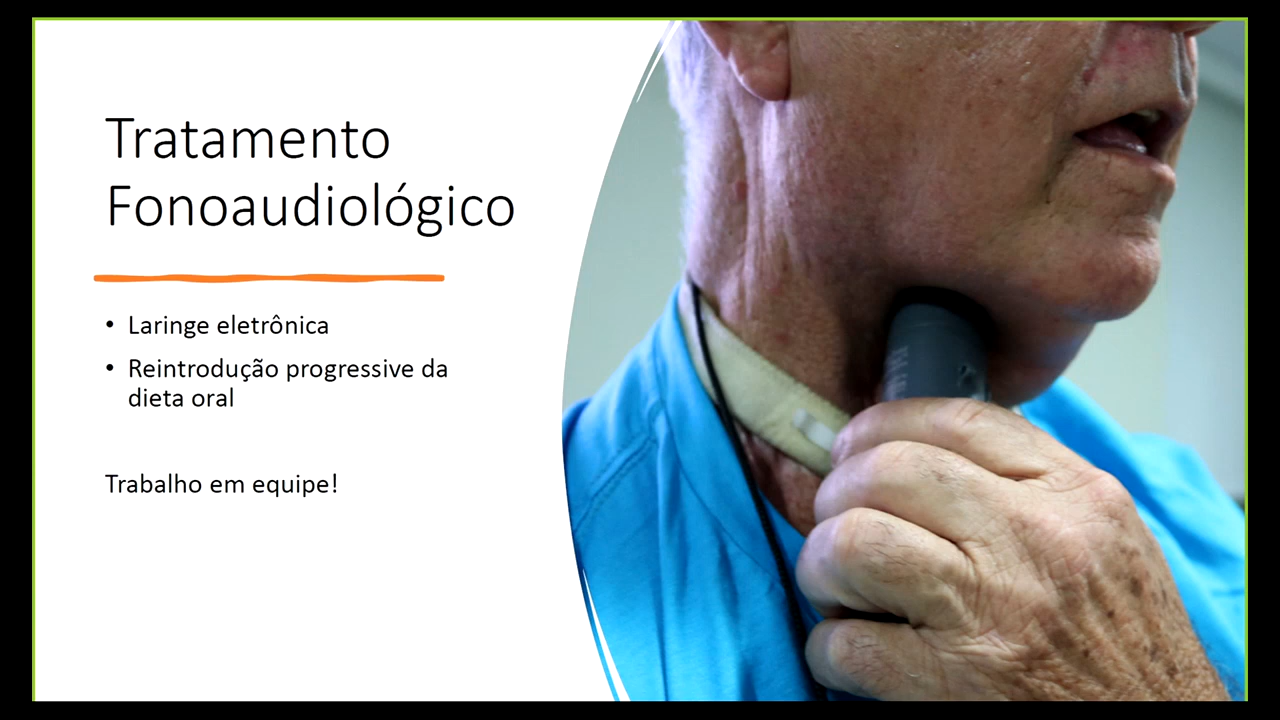 Tratamento
Fonoaudiológico
• Laringe eletrônica
• Reintrodução progressive da
dieta oral
Trabalho em equipe!